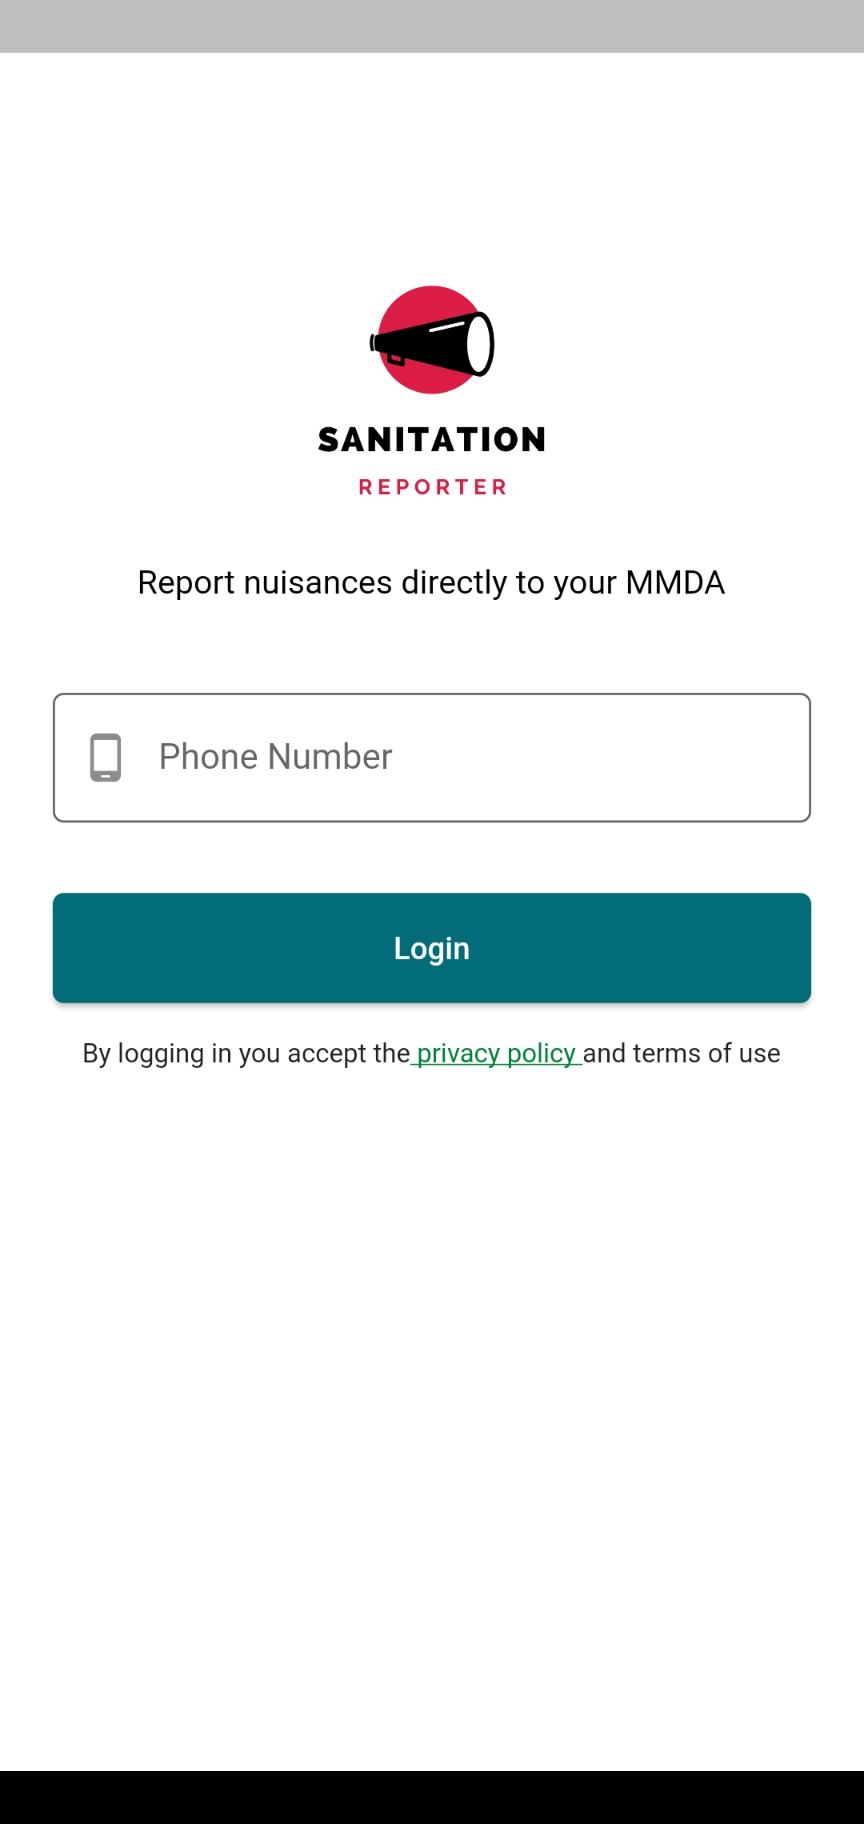 SANITATION
REPORTER
Report nuisances directly to your MMDA
Phone Number
Login
By logging in you accept the privacy policy and terms of use